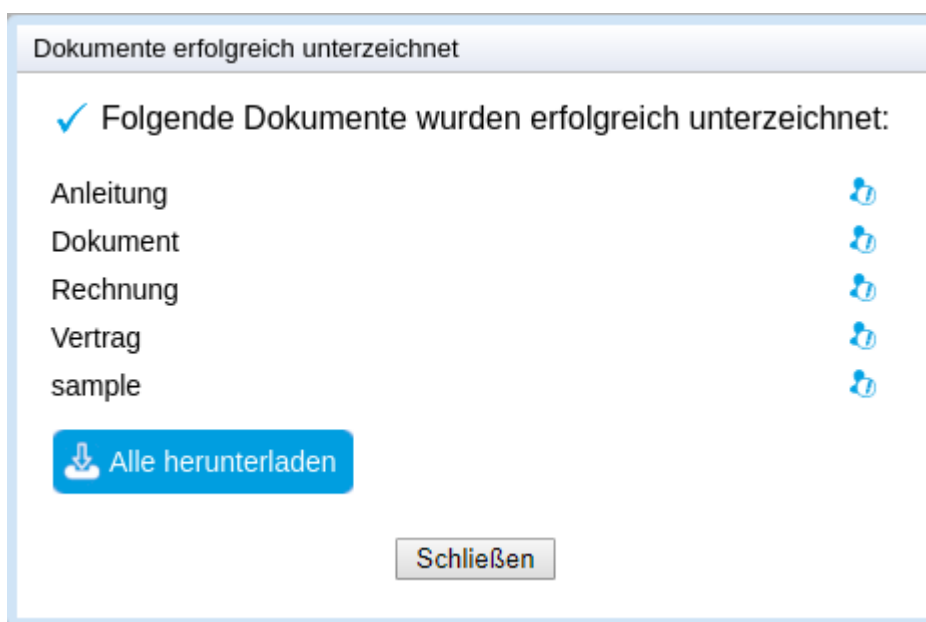 Dokumente erfolgreich unterzeichnet
Folgende Dokumente wurden erfolgreich unterzeichnet:
Anleitung
Dokument
Rechnung
Vertrag
sample
Alle herunterladen
Schließen